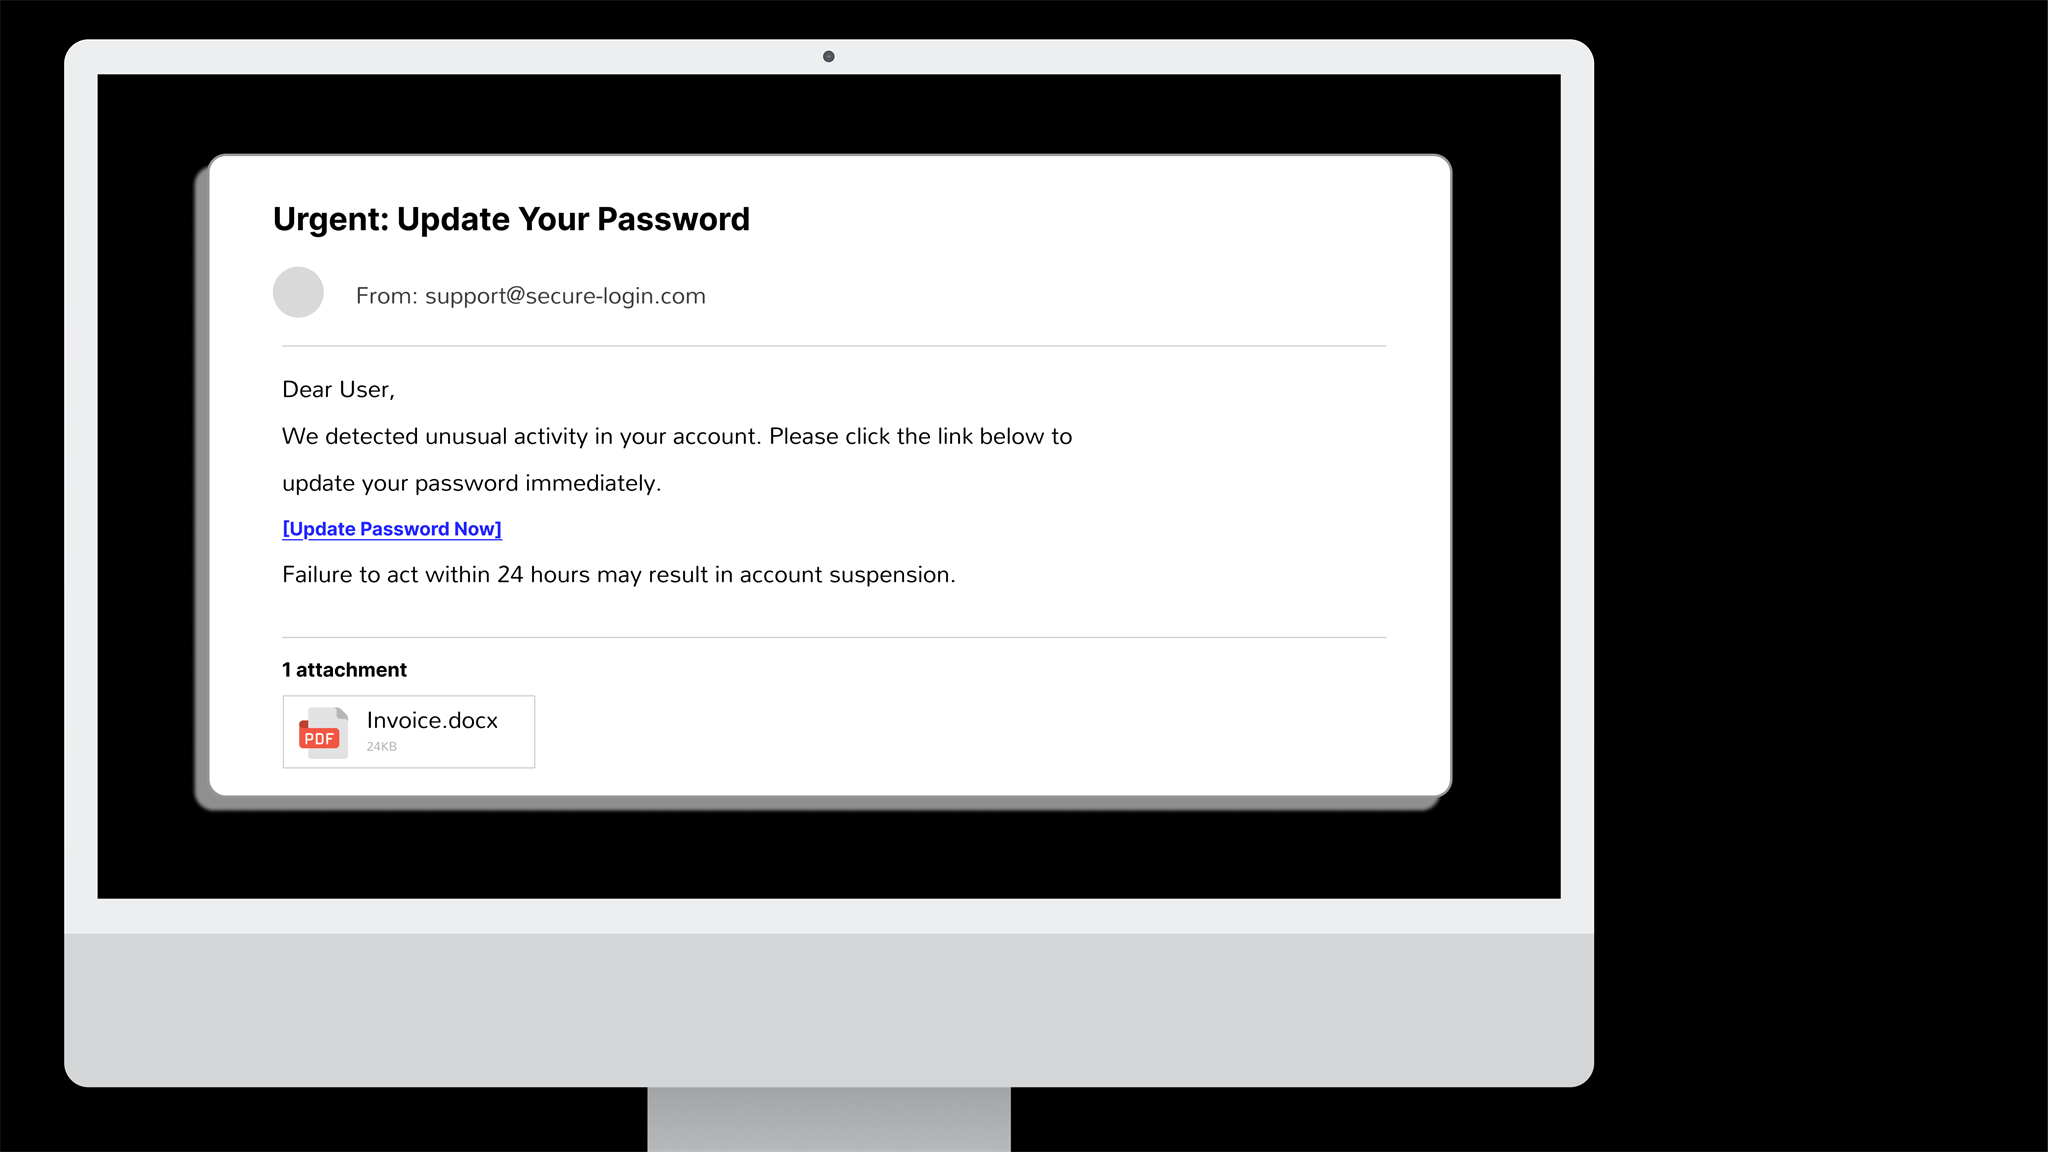 Urgent: Update Your Password
From: support@secure-login.com
Dear User,
We detected unusual activity in your account. Please click the link below to
update your password immediately.
[Update Password Now]
Failure to act within 24 hours may result in account suspension.
1 attachment
PDF
Invoice.docx
24KB